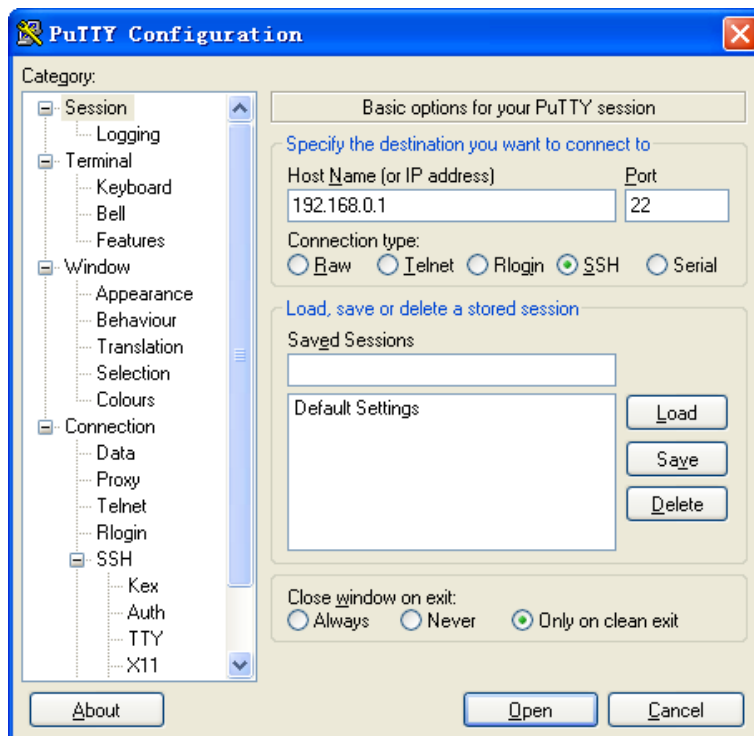 PuTTY Configuration
Category:
Session
Logging
Terminal
Keyboard
Bell
Features
Window
Appearance
Behaviour
Translation
Selection
Colours
Connection
Data
Proxy
Telnet
Rlogin
SSH
Kex
Auth
TTY
X11
Basic options for your PuTTY session
Specify the destination you want to connect to
Host Name (or IP address) Port
192.168.0.1 22
Connection type:
Raw Telnet Rlogin SSH Serial
Load, save or delete a stored session
Saved Sessions
Default Settings
Load
Save
Delete
Close window on exit:
Always Never Only on clean exit
About Open Cancel